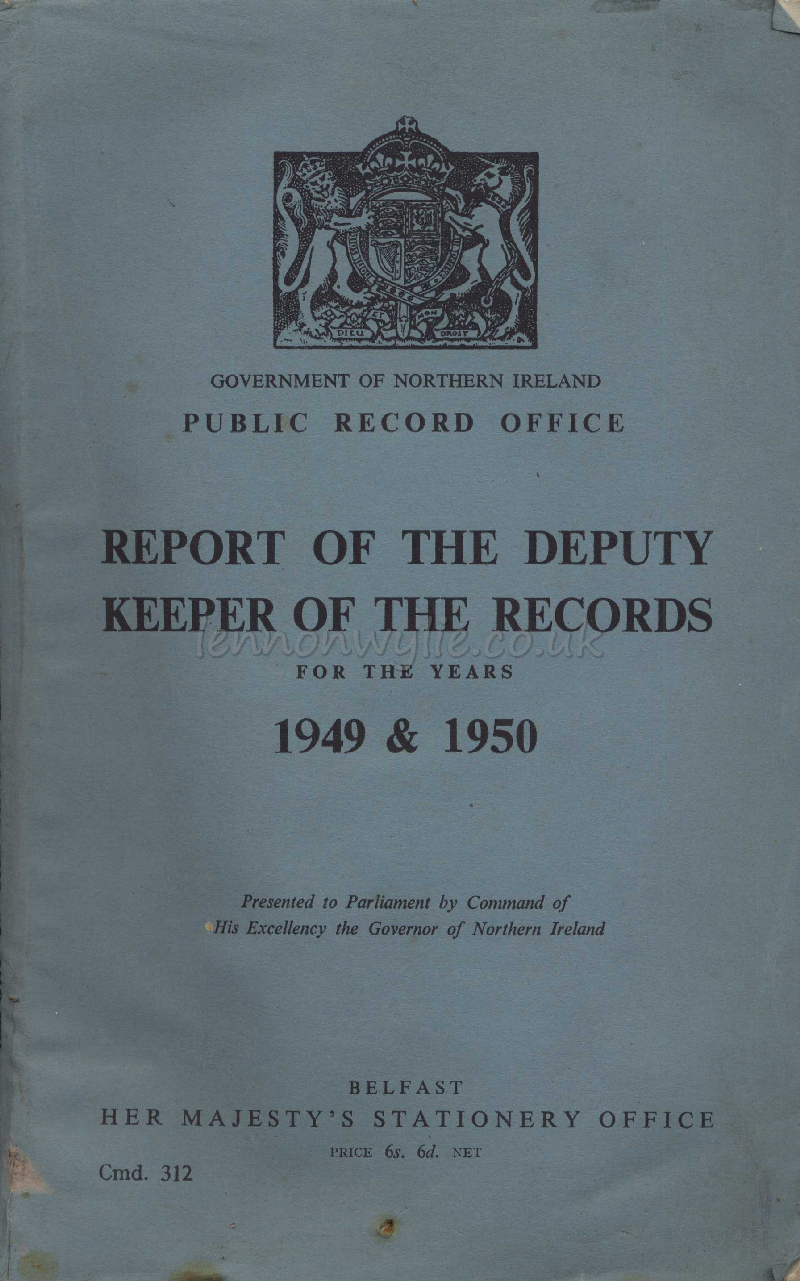 DIEU ET MON DROIT
GOVERNMENT OF NORTHERN IRELAND
PUBLIC RECORD OFFICE
REPORT OF THE DEPUTY
KEEPER OF THE RECORDS
lennonwylie.co.uk
FOR THE YEARS
1949 & 1950
Presented to Parliament by Command of
His Excellency the Governor of Northern Ireland
BELFAST
HER MAJESTY'S STATIONERY OFFICE
PRICE 6s. 6d. NET
Cmd. 312